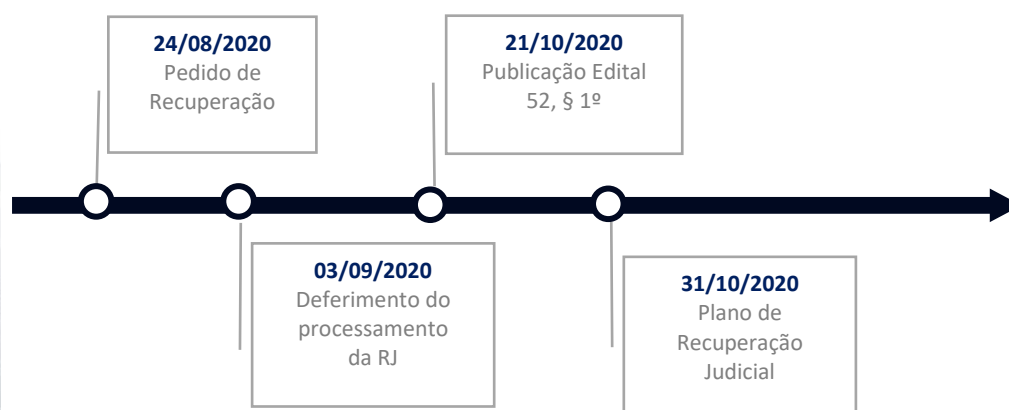 24/08/2020
Pedido de
Recuperação
21/10/2020
Publicação Edital
52, § 1º
03/09/2020
Deferimento do
processamento
da RJ
31/10/2020
Plano de
Recuperação
Judicial